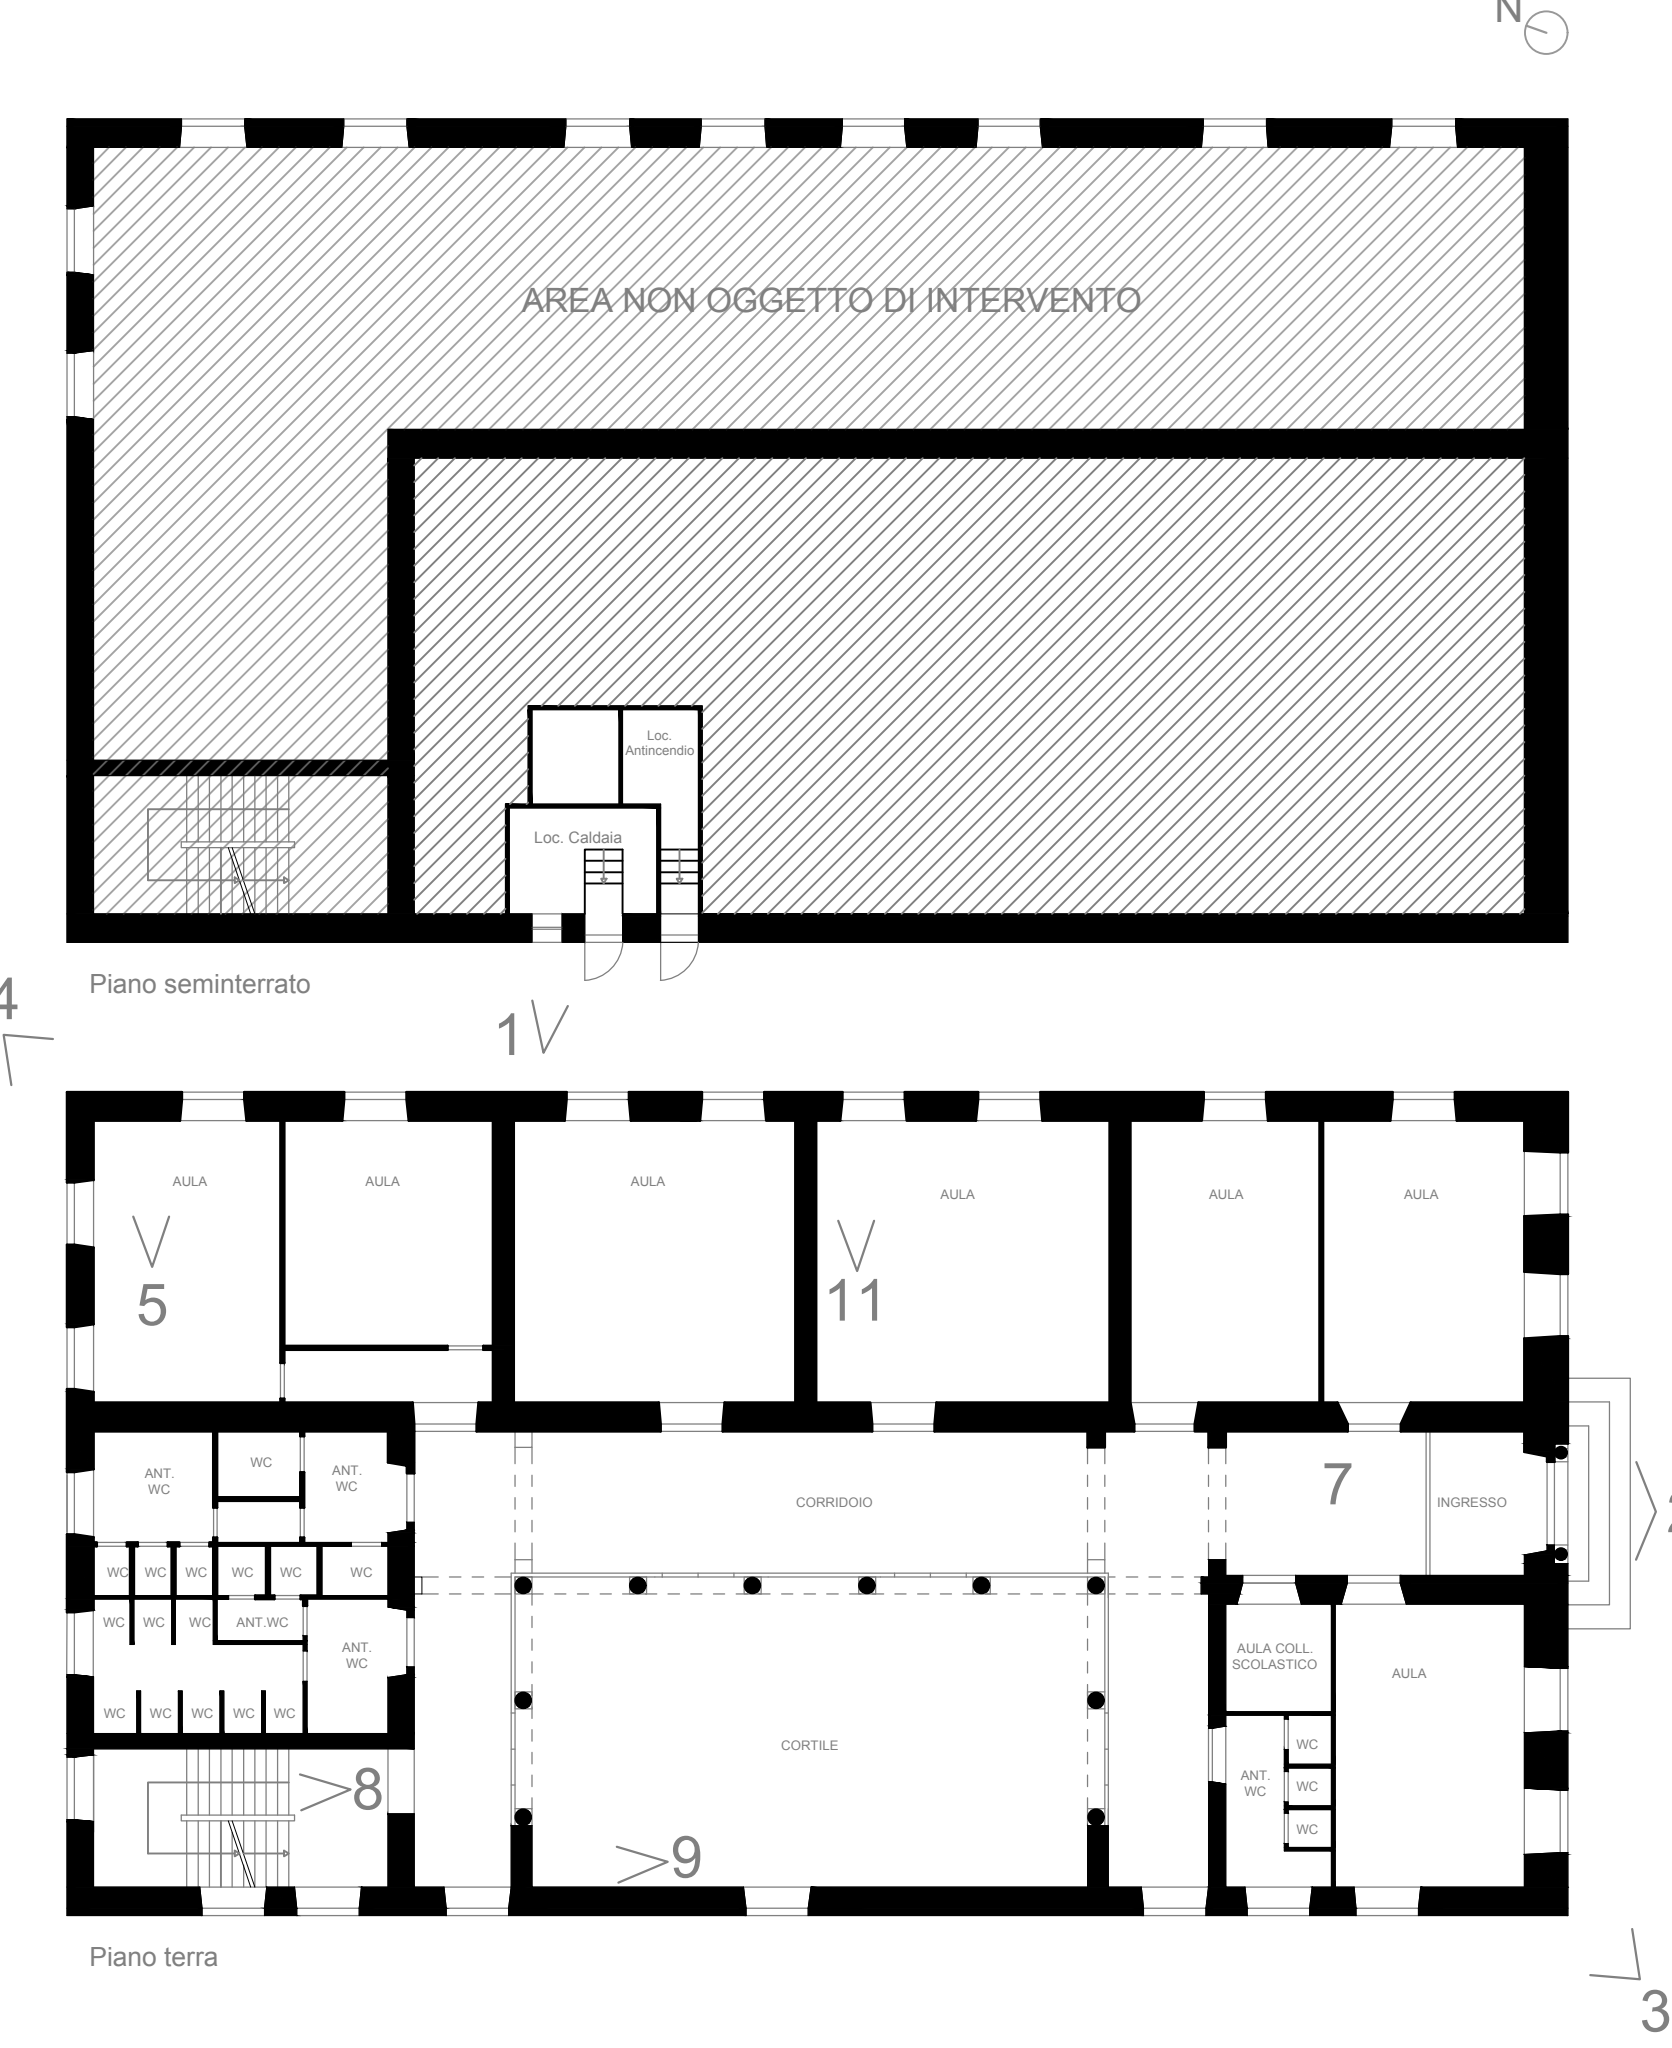 N
AREA NON OGGETTO DI INTERVENTO
Loc.
Antincendio
Loc. Caldaia
Piano seminterrato
4
1
AULA
AULA
AULA
AULA
AULA
AULA
5
11
ANT.
WC
WC
ANT.
WC
CORRIDOIO
7
INGRESSO
2
WC
WC
WC
WC
WC
WC
WC
WC
WC
ANT.WC
ANT.
WC
AULA COLL.
SCOLASTICO
AULA
WC
WC
WC
WC
WC
CORTILE
WC
ANT.
WC
WC
WC
8
9
Piano terra
3